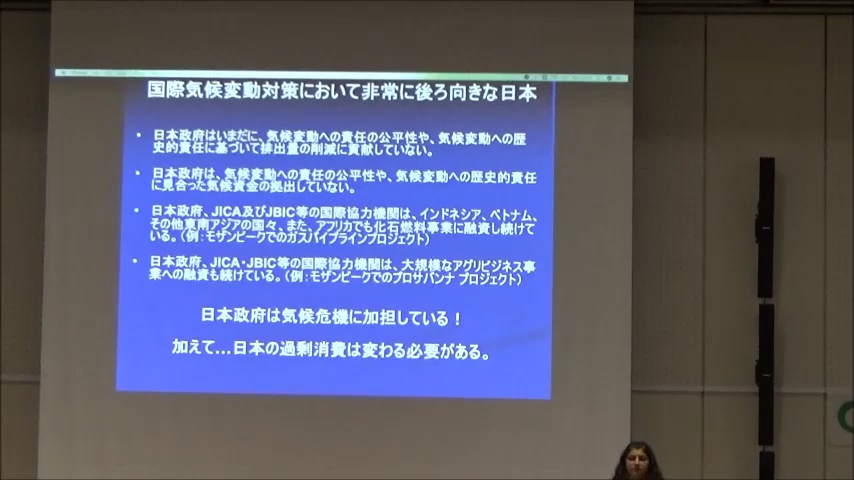 国際気候変動対策において非常に後ろ向きな日本
• 日本政府はいまだに、気候変動への責任の公平性や、気候変動への歴
史的責任に基づいて排出量の削減に貢献していない。
• 日本政府は、気候変動への責任の公平性や、気候変動への歴史的責任
に見合った気候資金の拠出していない。
• 日本政府、JICA及びJBIC等の国際協力機関は、インドネシア、ベトナム、
その他東南アジアの国々、また、アフリカでも化石燃料事業に融資し続けて
いる。（例：モザンビークでのガスパイプラインプロジェクト）
• 日本政府、JICA・JBIC等の国際協力機関は、大規模なアグリビジネス事
業への融資も続けている。（例：モザンビークでのプロサバンナ プロジェクト）
日本政府は気候危機に加担している！
加えて...日本の過剰消費は変わる必要がある。